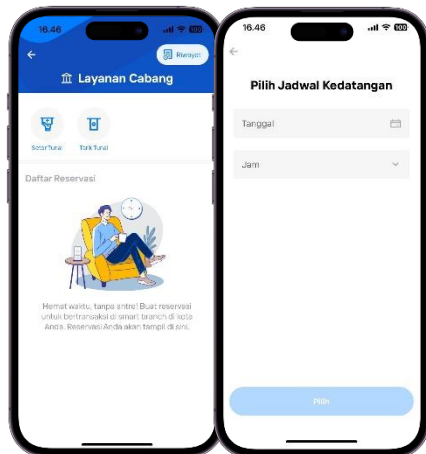 16.46
100
Riwayat
Layanan Cabang
Setor Tunai
Tarik Tunai
Daftar Reservasi
Hemat waktu, tanpa antre! Buat reservasi
untuk bertransaksi di smart branch di kota
Anda. Reservasi Anda akan tampil di sini.
16.46
100
Pilih Jadwal Kedatangan
Tanggal
Jam
Pilih